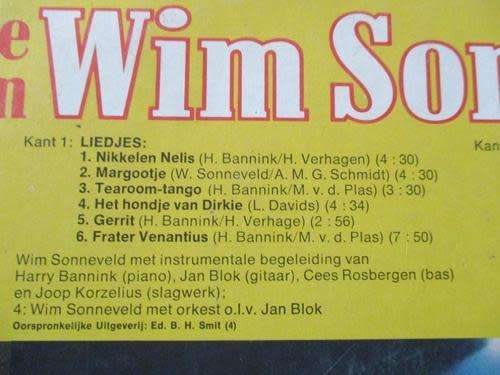 e
n
Wim Son
Kant 1: LIEDJES:
Kan
1. Nikkelen Nelis (H. Bannink/H. Verhagen) (4 : 30)
2. Margootje (W. Sonneveld/A. M. G. Schmidt) (4 : 30)
3. Tearoom-tango (H. Bannink/M. v. d. Plas) (3 : 30)
4. Het hondje van Dirkie (L. Davids) (4 : 34)
5. Gerrit (H. Bannink/H. Verhage) (2 : 56)
6. Frater Venantius (H. Bannink/M. v. d. Plas) (7 : 50)
Wim Sonneveld met instrumentale begeleiding van
Harry Bannink (piano), Jan Blok (gitaar), Cees Rosbergen (bas)
en Joop Korzelius (slagwerk);
4: Wim Sonneveld met orkest o.l.v. Jan Blok
Oorspronkelijke Uitgeverij: Ed. B. H. Smit (4)